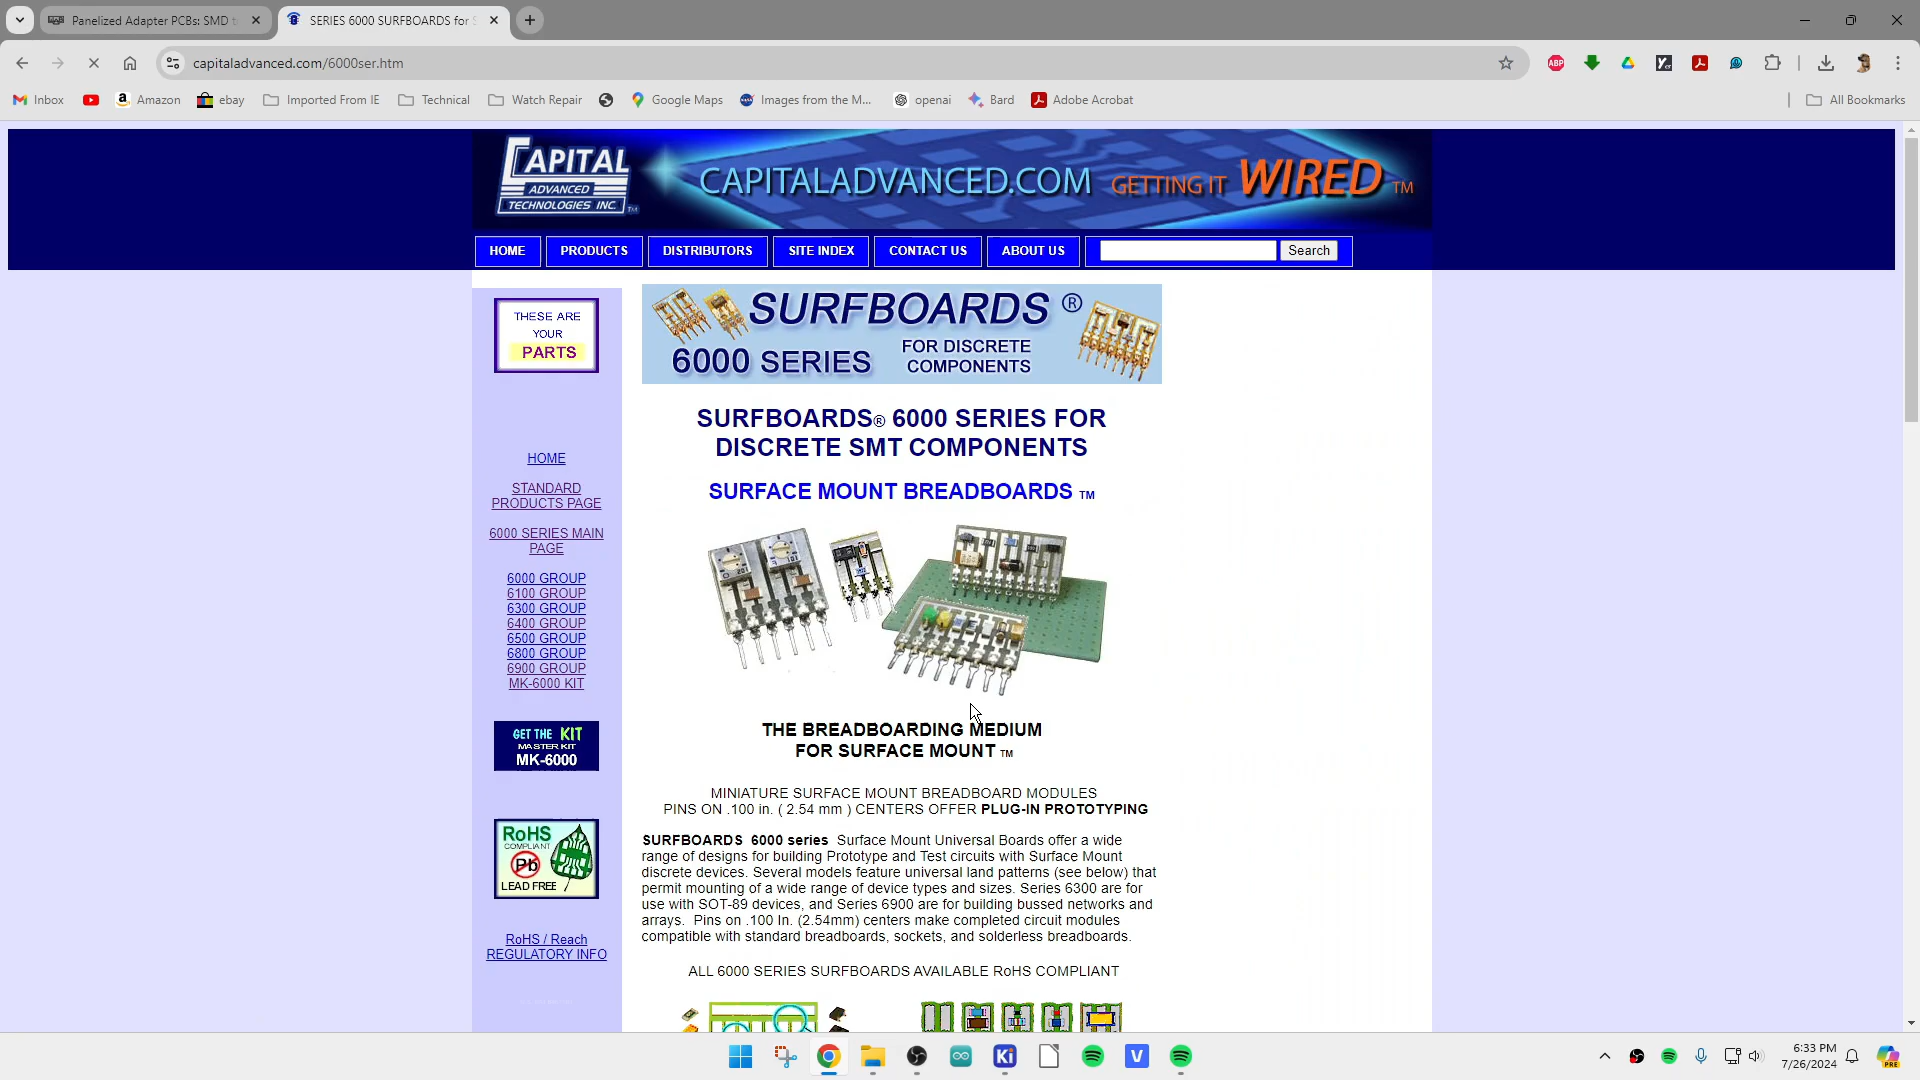 Panelized Adapter PCBs: SMD t
SERIES 6000 SURFBOARDS for S
capitaladvanced.com/6000ser.htm
ABP
Inbox
Amazon
ebay
Imported From IE
Technical
Watch Repair
Google Maps
Images from the M...
openai
Bard
Adobe Acrobat
All Bookmarks
CAPITAL
ADVANCED
TECHNOLOGIES INC. TM
CAPITALADVANCED.COM GETTING IT WIRED TM
HOME
PRODUCTS
DISTRIBUTORS
SITE INDEX
CONTACT US
ABOUT US
Search
THESE ARE
YOUR
PARTS
HOME
STANDARD
PRODUCTS PAGE
6000 SERIES MAIN
PAGE
6000 GROUP
6100 GROUP
6300 GROUP
6400 GROUP
6500 GROUP
6800 GROUP
6900 GROUP
MK-6000 KIT
GET THE KIT
MASTER KIT
MK-6000
RoHS
COMPLIANT
Pb
LEAD FREE
RoHS / Reach
REGULATORY INFO
SURFBOARDS ®
6000 SERIES
FOR DISCRETE
COMPONENTS
SURFBOARDS® 6000 SERIES FOR
DISCRETE SMT COMPONENTS
SURFACE MOUNT BREADBOARDS TM
THE BREADBOARDING MEDIUM
FOR SURFACE MOUNT TM
MINIATURE SURFACE MOUNT BREADBOARD MODULES
PINS ON .100 in. ( 2.54 mm ) CENTERS OFFER PLUG-IN PROTOTYPING
SURFBOARDS 6000 series Surface Mount Universal Boards offer a wide
range of designs for building Prototype and Test circuits with Surface Mount
discrete devices. Several models feature universal land patterns (see below) that
permit mounting of a wide range of device types and sizes. Series 6300 are for
use with SOT-89 devices, and Series 6900 are for building bussed networks and
arrays. Pins on .100 In. (2.54mm) centers make completed circuit modules
compatible with standard breadboards, sockets, and solderless breadboards.
ALL 6000 SERIES SURFBOARDS AVAILABLE RoHS COMPLIANT
Ki
V
6:33 PM
7/26/2024
PRE